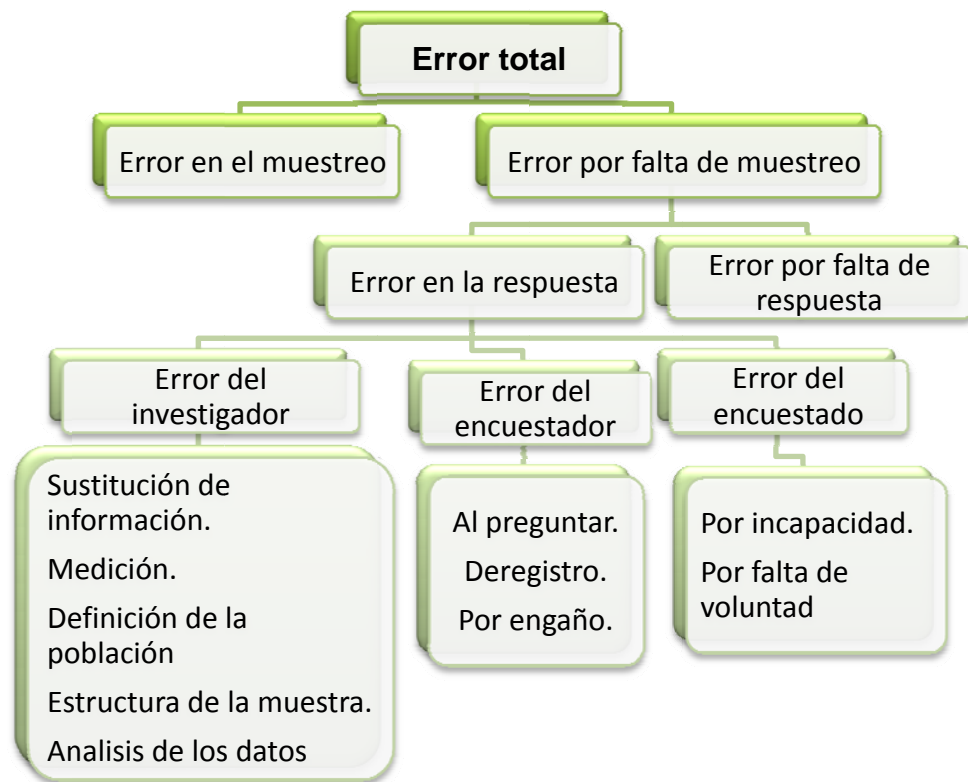 Error total
Error en el muestreo
Error por falta de muestreo
Error en la respuesta
Error por falta de
respuesta
Error del
investigador
Error del
encuestador
Error del
encuestado
Sustitución de
información.
Medición.
Definición de la
población
Estructura de la muestra.
Analisis de los datos
Al preguntar.
Deregistro.
Por engaño.
Por incapacidad.
Por falta de
voluntad